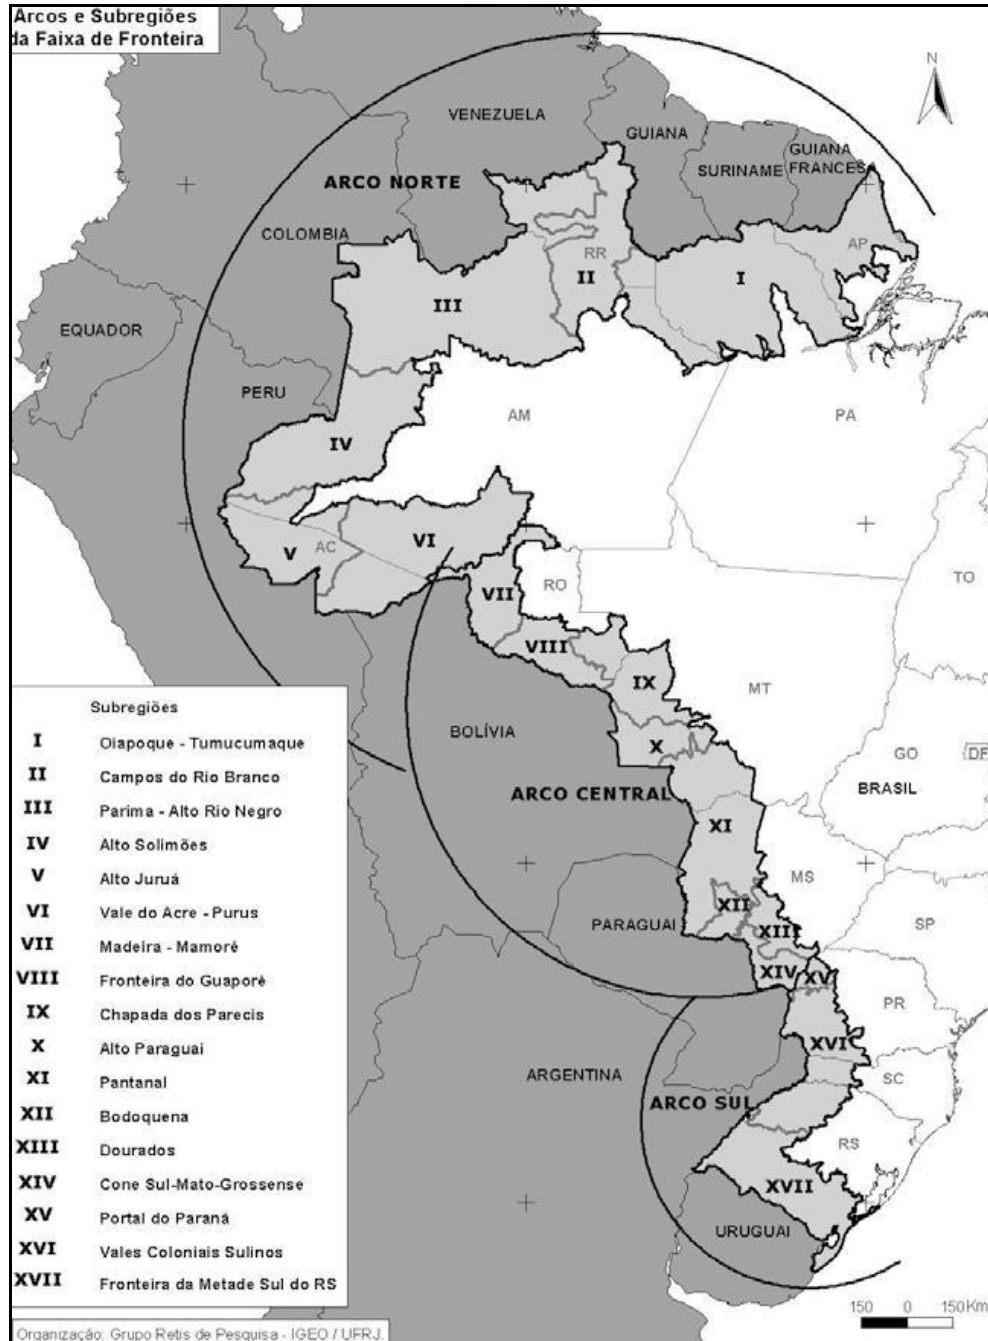 Arcos e Subregiões
da Faixa de Fronteira
N
VENEZUELA
GUIANA
GUIANA
FRANCES
SURINAME
ARCO NORTE
COLOMBIA
AP
RR
I
II
III
EQUADOR
PERU
AM
PA
IV
VI
V
AC
RO
TO
VII
VIII
IX
MT
BOLÍVIA
X
GO
DF
BRASIL
ARCO CENTRAL
XI
MS
XII
PARAGUAI
XIII
SP
XIV
XV
PR
XVI
ARGENTINA
SC
ARCO SUL
RS
XVII
URUGUAI
Subregiões
I Oiapoque - Tumucumaque
II Campos do Rio Branco
III Parima - Alto Rio Negro
IV Alto Solimões
V Alto Juruá
VI Vale do Acre - Purus
VII Madeira - Mamoré
VIII Fronteira do Guaporé
IX Chapada dos Parecis
X Alto Paraguai
XI Pantanal
XII Bodoquena
XIII Dourados
XIV Cone Sul-Mato-Grossense
XV Portal do Paraná
XVI Vales Coloniais Sulinos
XVII Fronteira da Metade Sul do RS
150 0 150 Km
Organização: Grupo Retis de Pesquisa - IGEO / UFRJ.